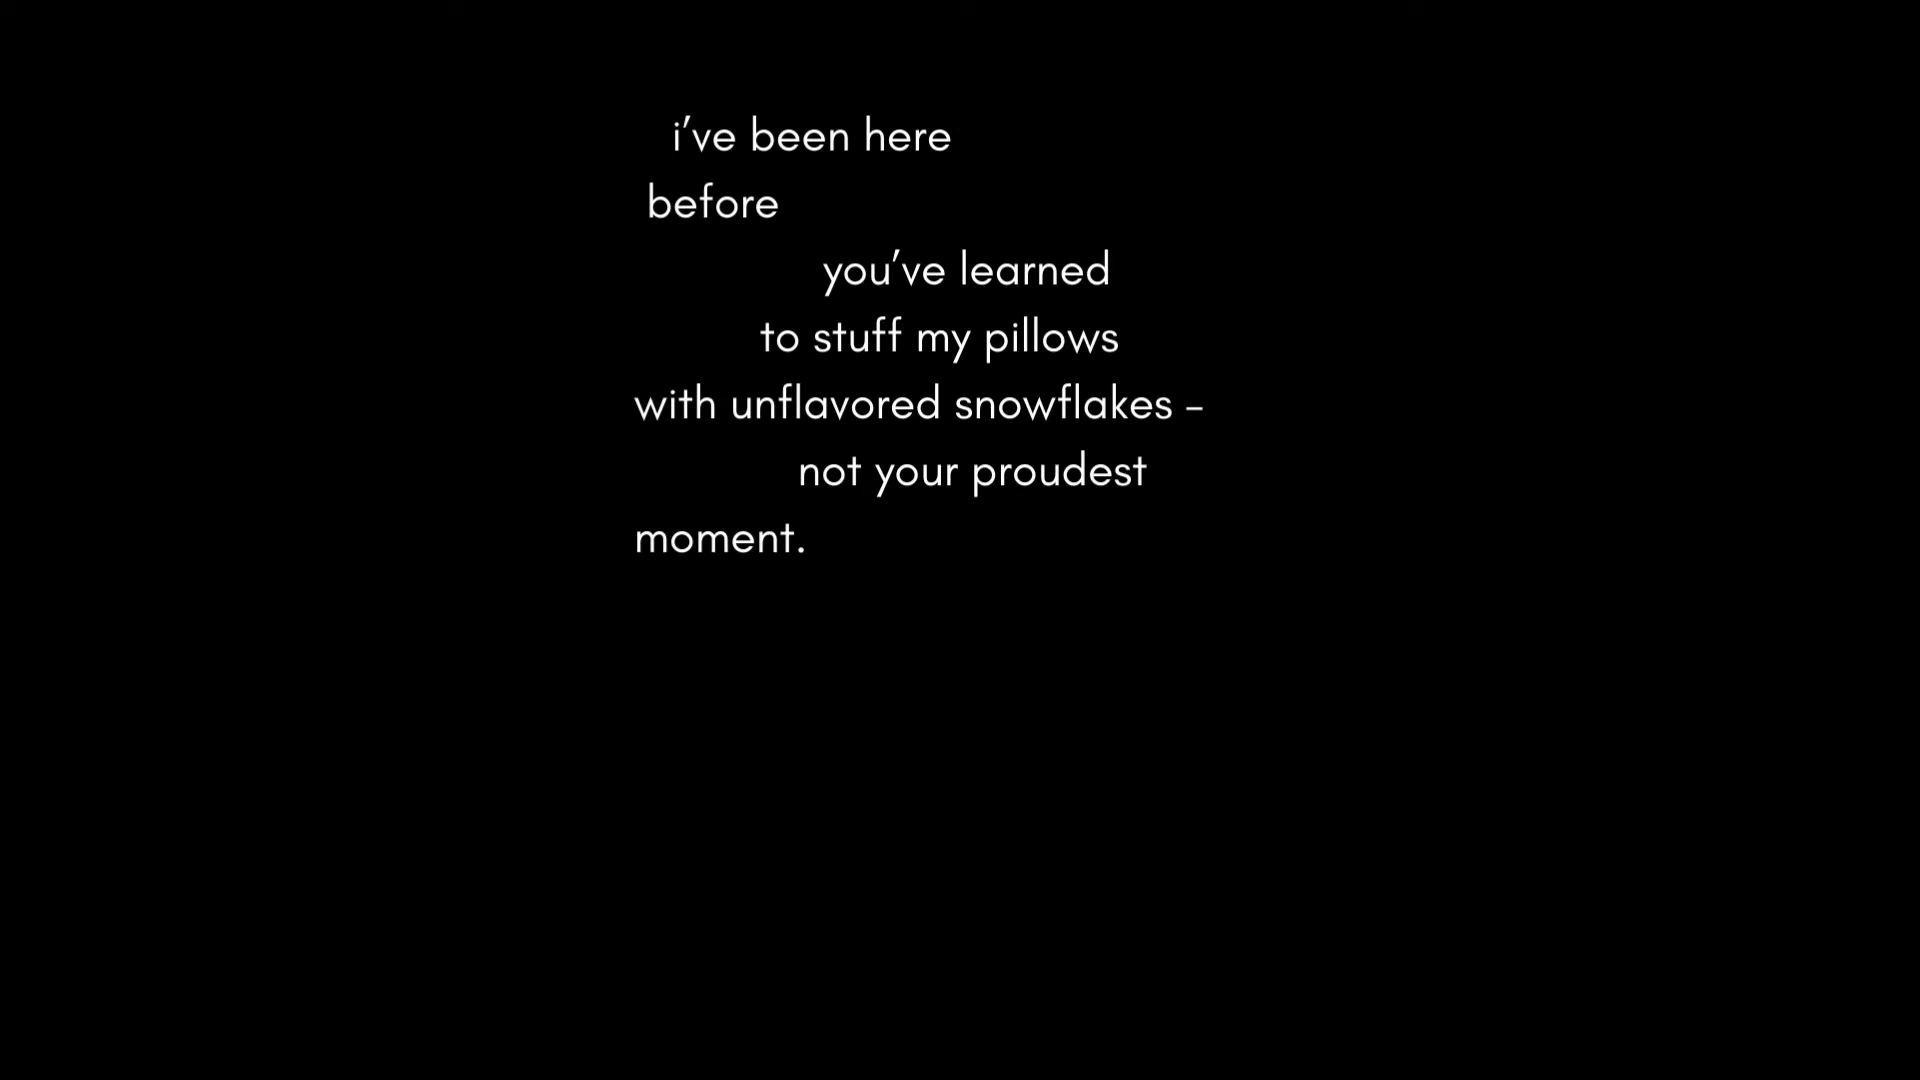 i’ve been here
before
you’ve learned
to stuff my pillows
with unflavored snowflakes –
not your proudest
moment.